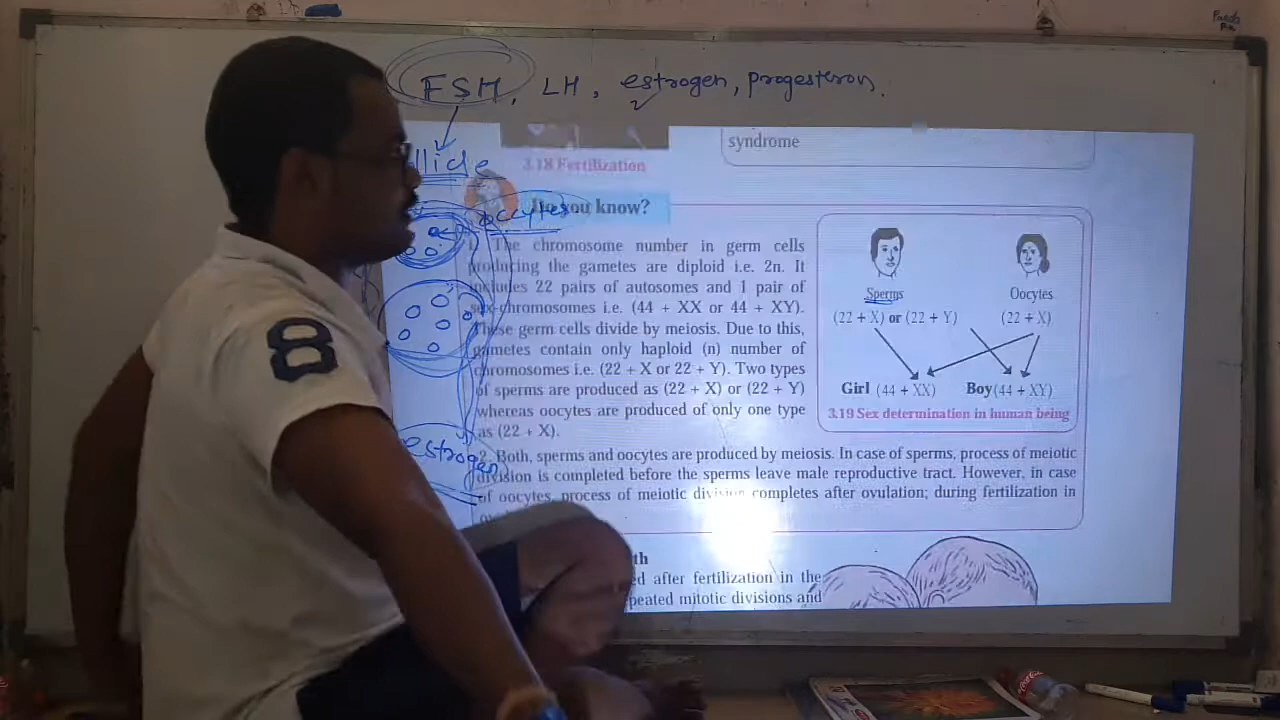 FSH, LH, estrogen, progesteron.
llicle
syndrome
3.18 Fertilization
Do you know?
oocytes
1. The chromosome number in germ cells
producing the gametes are diploid i.e. 2n. It
includes 22 pairs of autosomes and 1 pair of
sex-chromosomes i.e. (44 + XX or 44 + XY).
These germ cells divide by meiosis. Due to this,
gametes contain only haploid (n) number of
chromosomes i.e. (22 + X or 22 + Y). Two types
of sperms are produced as (22 + X) or (22 + Y)
whereas oocytes are produced of only one type
as (22 + X).
Sperms
Oocytes
(22 + X) or (22 + Y)
(22 + X)
Girl (44 + XX)
Boy (44 + XY)
3.19 Sex determination in human being
estrogen
2. Both, sperms and oocytes are produced by meiosis. In case of sperms, process of meiotic
division is completed before the sperms leave male reproductive tract. However, in case
of oocytes, process of meiotic division completes after ovulation; during fertilization in
th
ed after fertilization in the
peated mitotic divisions and
8